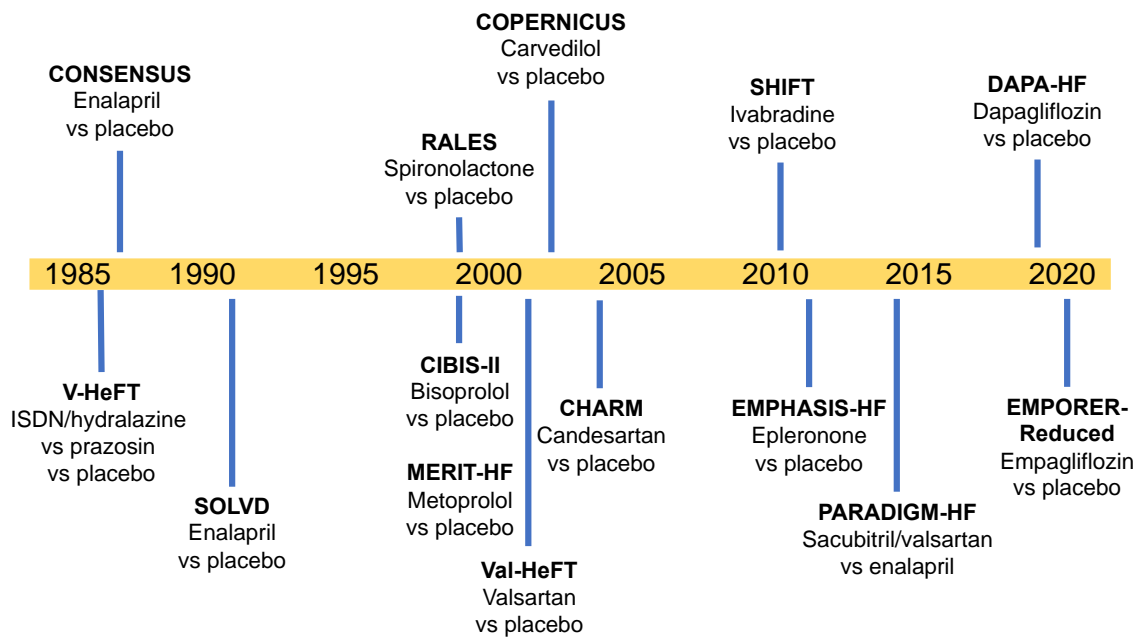 COPERNICUS
Carvedilol
vs placebo
CONSENSUS
Enalapril
vs placebo
RALES
Spironolactone
vs placebo
SHIFT
Ivabradine
vs placebo
DAPA-HF
Dapagliflozin
vs placebo
1985 1990 1995 2000 2005 2010 2015 2020
V-HeFT
ISDN/hydralazine
vs prazosin
vs placebo
SOLVD
Enalapril
vs placebo
CIBIS-II
Bisoprolol
vs placebo
MERIT-HF
Metoprolol
vs placebo
Val-HeFT
Valsartan
vs placebo
CHARM
Candesartan
vs placebo
EMPHASIS-HF
Epleronone
vs placebo
PARADIGM-HF
Sacubitril/valsartan
vs enalapril
EMPORER-
Reduced
Empagliflozin
vs placebo